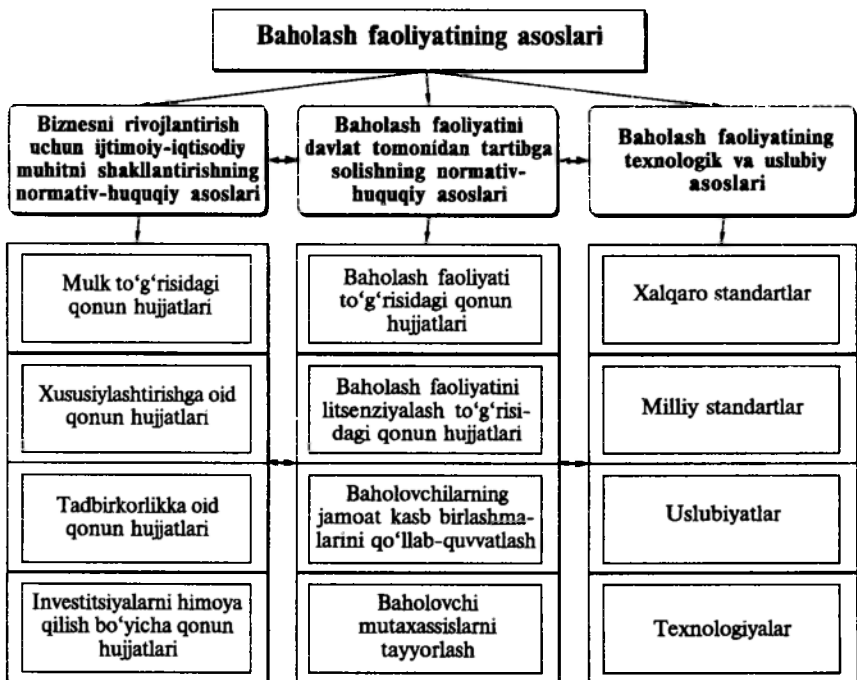 Baholash faoliyatining asoslari
Biznesni rivojlantirish
uchun ijtimoiy-iqtisodiy
muhitni shakllantirishning
normativ-huquqiy asoslari
Baholash faoliyatini
davlat tomonidan tartibga
solishning normativ-
huquqiy asoslari
Baholash faoliyatining
texnologik va uslubiy
asoslari
Mulk to‘g‘risidagi
qonun hujjatlari
Xususiylashtirishga oid
qonun hujjatlari
Tadbirkorlikka oid
qonun hujjatlari
Investitsiyalarni himoya
qilish bo‘yicha qonun
hujjatlari
Baholash faoliyati
to‘g‘risidagi qonun
hujjatlari
Baholash faoliyatini
litsenziyalash to‘g‘risi-
dagi qonun hujjatlari
Baholovchilarning
jamoat kasb birlashma-
larini qo‘llab-quvvatlash
Baholovchi
mutaxassislarni
tayyorlash
Xalqaro standartlar
Milliy standartlar
Uslubiyatlar
Texnologiyalar